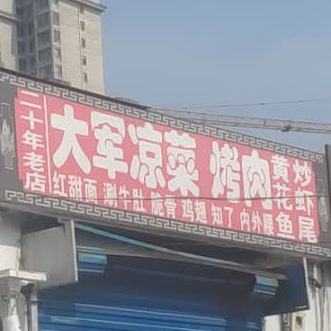 二十年老店
大军凉菜 烤肉
红甜面 涮牛肚 脆骨 鸡翅 知了 内外腰
黄花鱼
炒虾尾